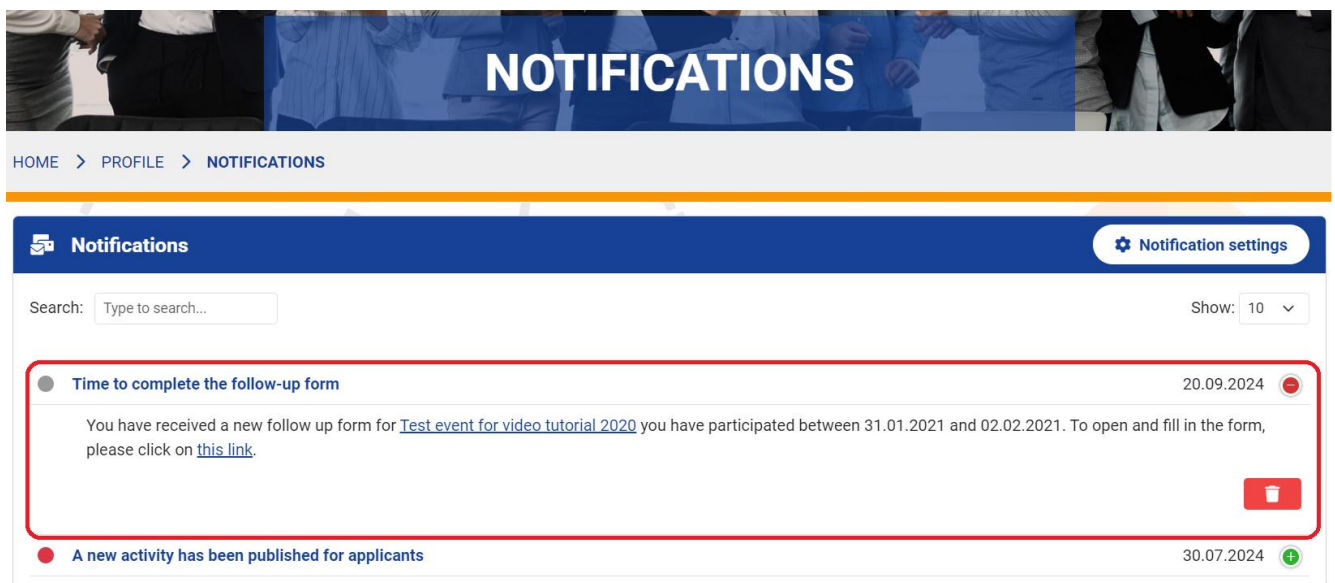 NOTIFICATIONS
HOME > PROFILE > NOTIFICATIONS
Notifications
Notification settings
Search: Type to search...
Show: 10
Time to complete the follow-up form 20.09.2024
You have received a new follow up form for Test event for video tutorial 2020 you have participated between 31.01.2021 and 02.02.2021. To open and fill in the form,
please click on this link.
A new activity has been published for applicants 30.07.2024